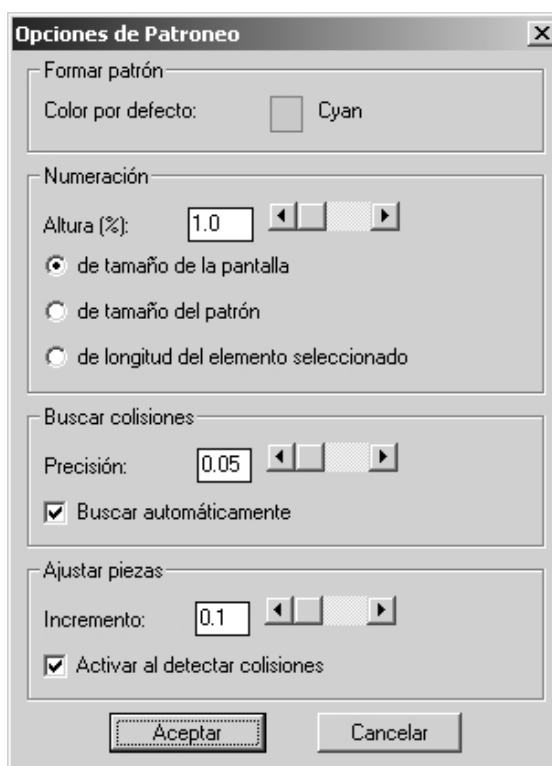 Opciones de Patroneo
Formar patrón
Color por defecto: Cyan
Numeración
Altura (%): 1.0
de tamaño de la pantalla
de tamaño del patrón
de longitud del elemento seleccionado
Buscar colisiones
Precisión: 0.05
Buscar automáticamente
Ajustar piezas
Incremento: 0.1
Activar al detectar colisiones
Aceptar Cancelar